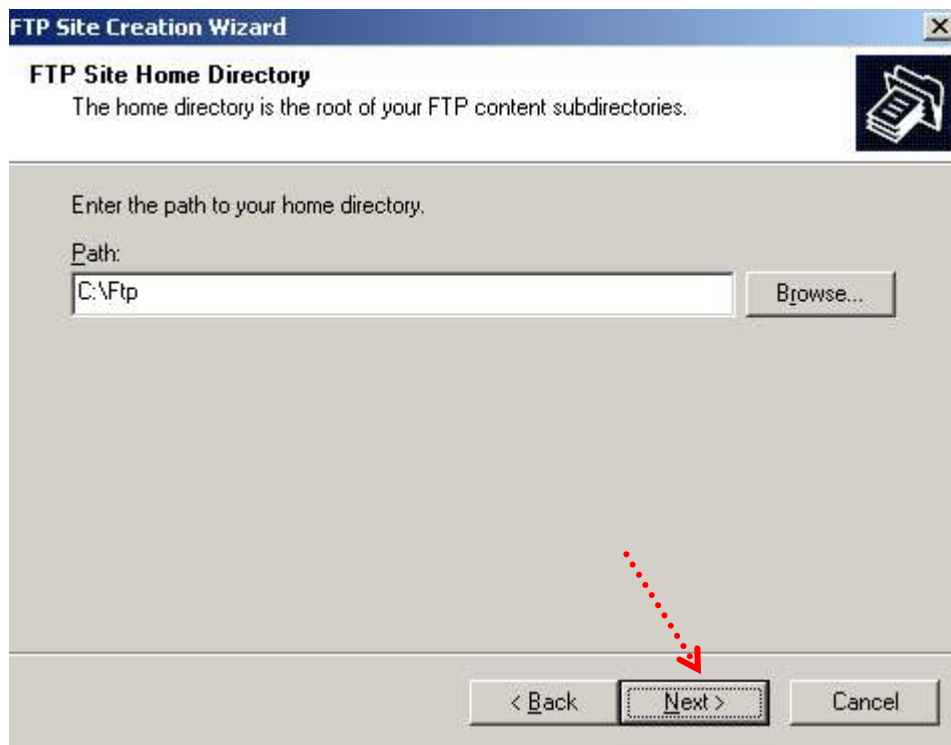 FTP Site Creation Wizard
FTP Site Home Directory
The home directory is the root of your FTP content subdirectories.
Enter the path to your home directory.
Path:
C:\Ftp
Browse...
< Back
Next >
Cancel